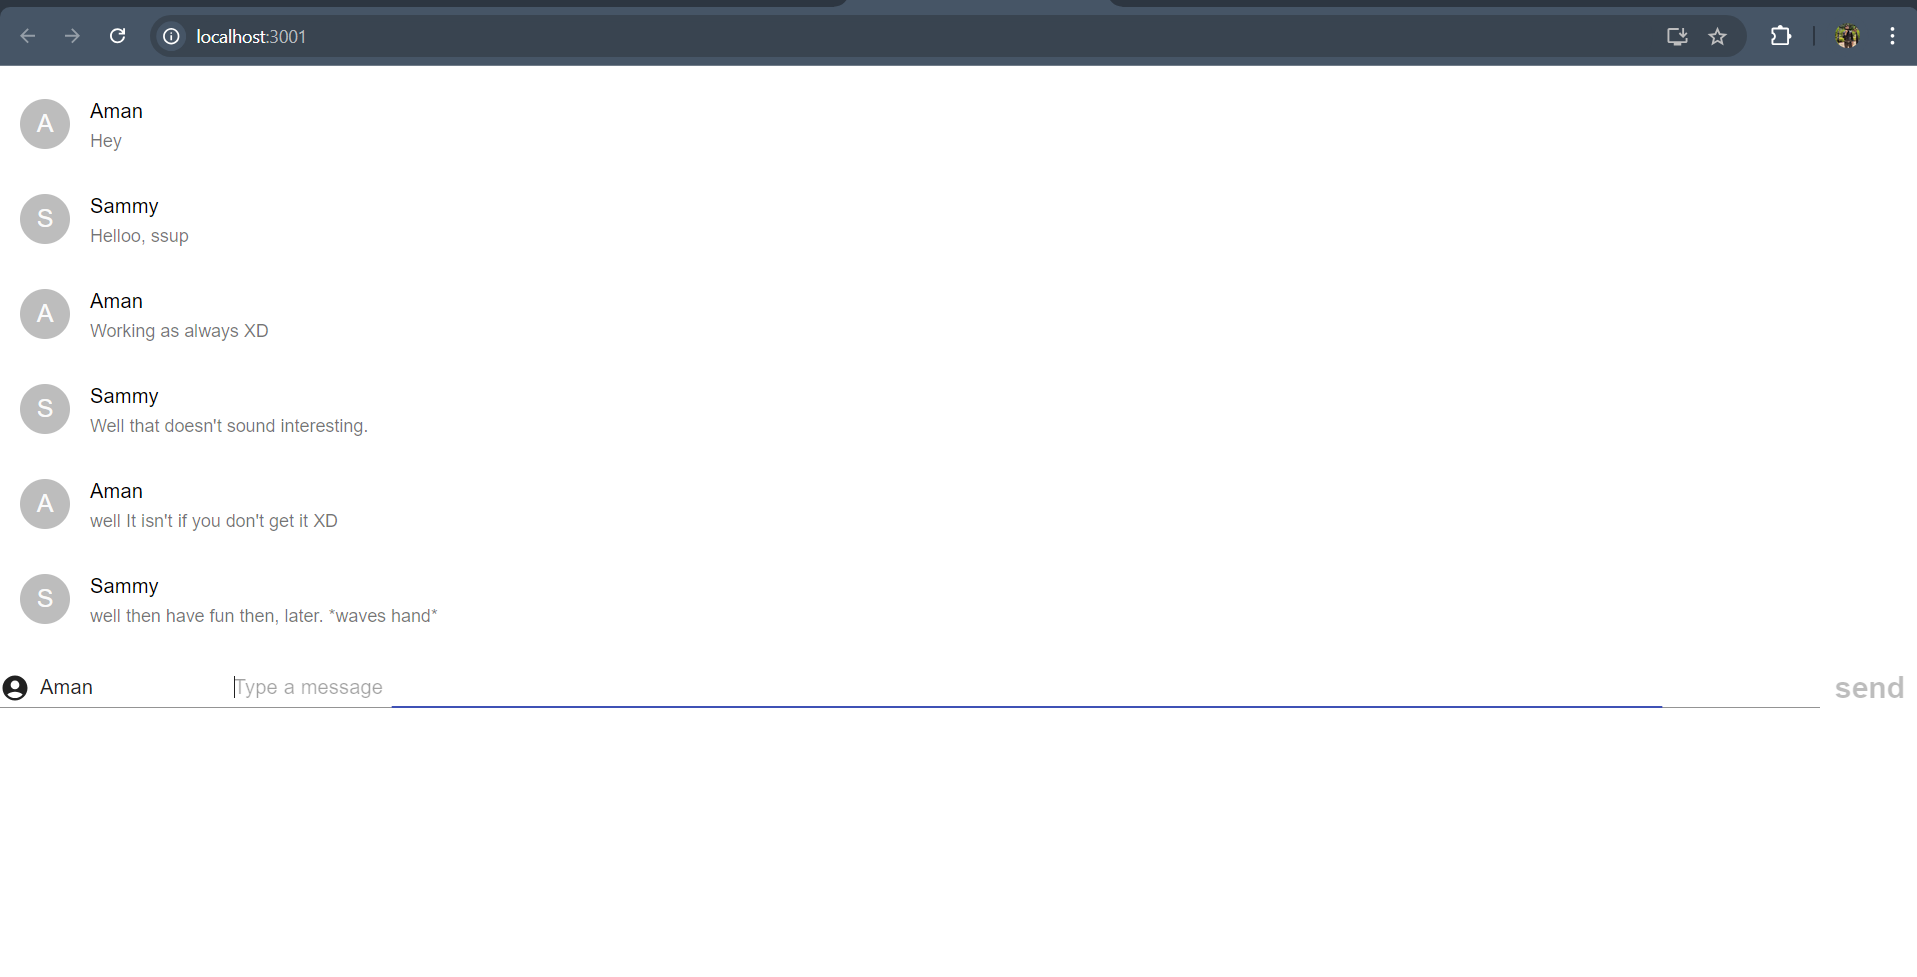 localhost:3001
A
Aman
Hey
S
Sammy
Helloo, ssup
A
Aman
Working as always XD
S
Sammy
Well that doesn't sound interesting.
A
Aman
well It isn't if you don't get it XD
S
Sammy
well then have fun then, later. *waves hand*
Aman Type a message send